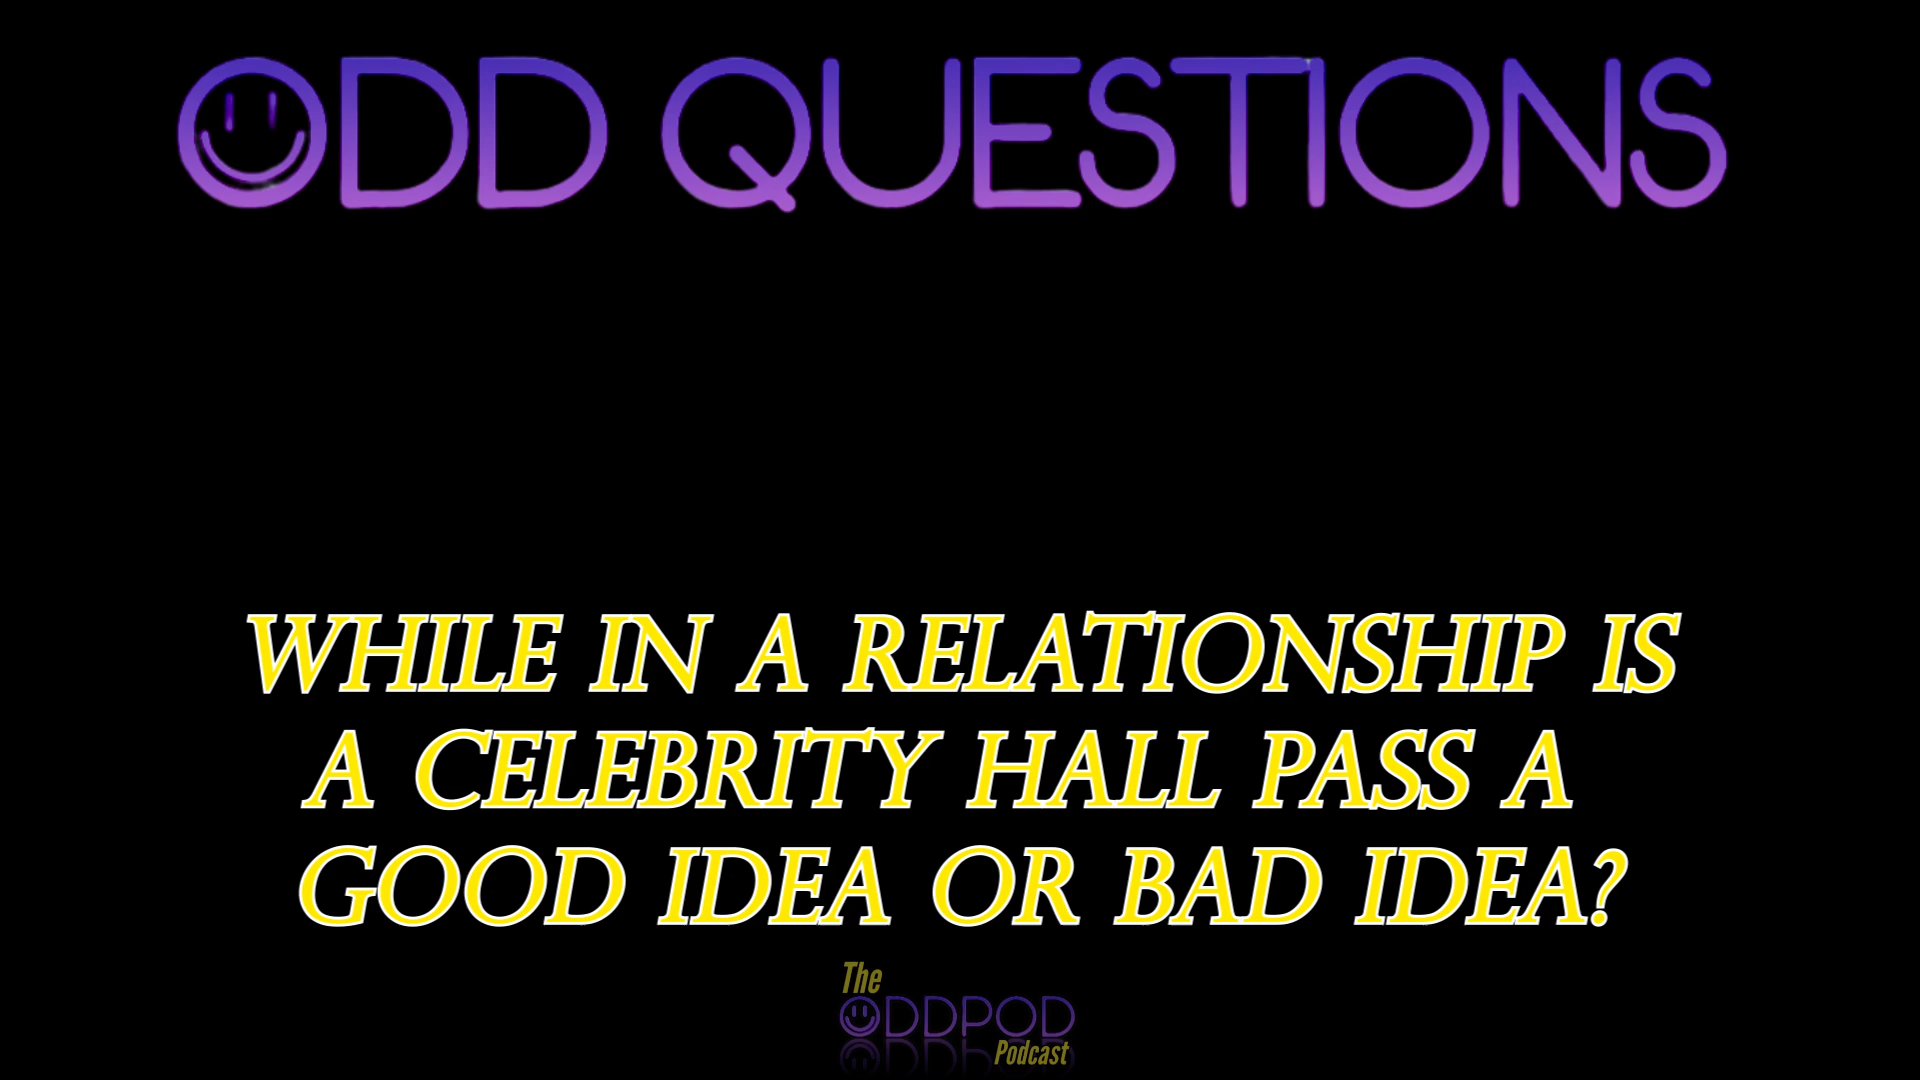 ODD QUESTIONS
WHILE IN A RELATIONSHIP IS
A CELEBRITY HALL PASS A
GOOD IDEA OR BAD IDEA?
The
ODDPOD
Podcast